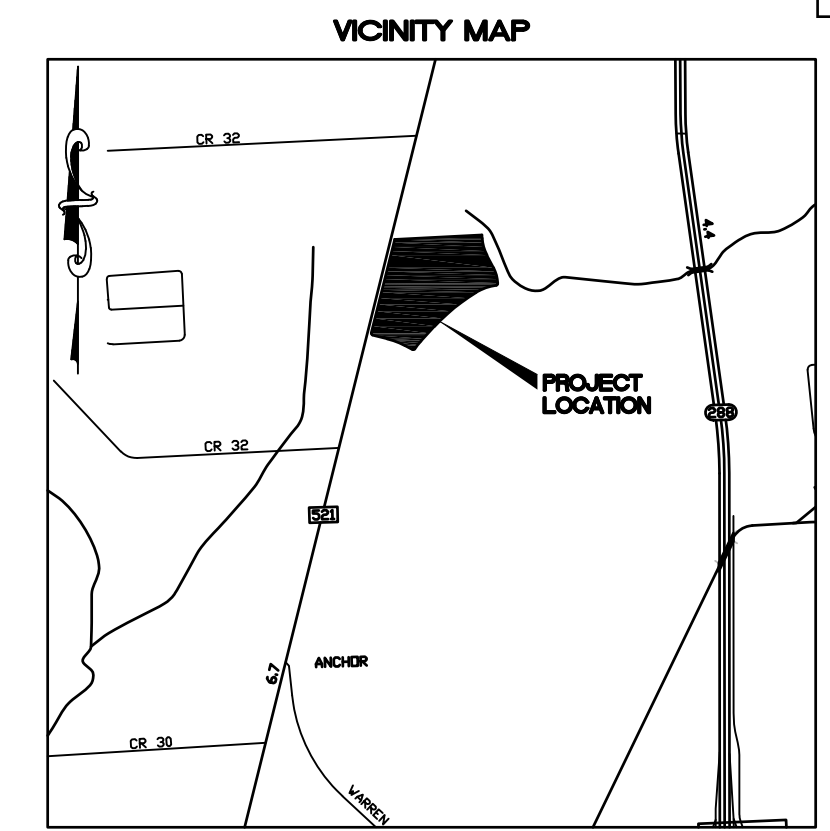 VICINITY MAP
CR 32
4.4
PROJECT
LOCATION
288
CR 32
521
ANCHOR
6.7
CR 30
WARREN